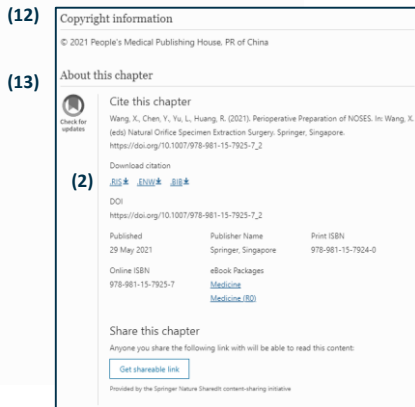 (12)
Copyright information
© 2021 People's Medical Publishing House, PR of China
(13)
About this chapter
Check for
updates
Cite this chapter
Wang, X., Chen, Y., Yu, L., Huang, R. (2021). Perioperative Preparation of NOSES. In: Wang, X.
(eds) Natural Orifice Specimen Extraction Surgery. Springer, Singapore.
https://doi.org/10.1007/978-981-15-7925-7_2
Download citation
(2)
.RIS .ENW .BIB
DOI
https://doi.org/10.1007/978-981-15-7925-7_2
Published Publisher Name Print ISBN
29 May 2021 Springer, Singapore 978-981-15-7924-0
Online ISBN eBook Packages
978-981-15-7925-7 Medicine
Medicine (R0)
Share this chapter
Anyone you share the following link with will be able to read this content:
Get shareable link
Provided by the Springer Nature SharedIt content-sharing initiative